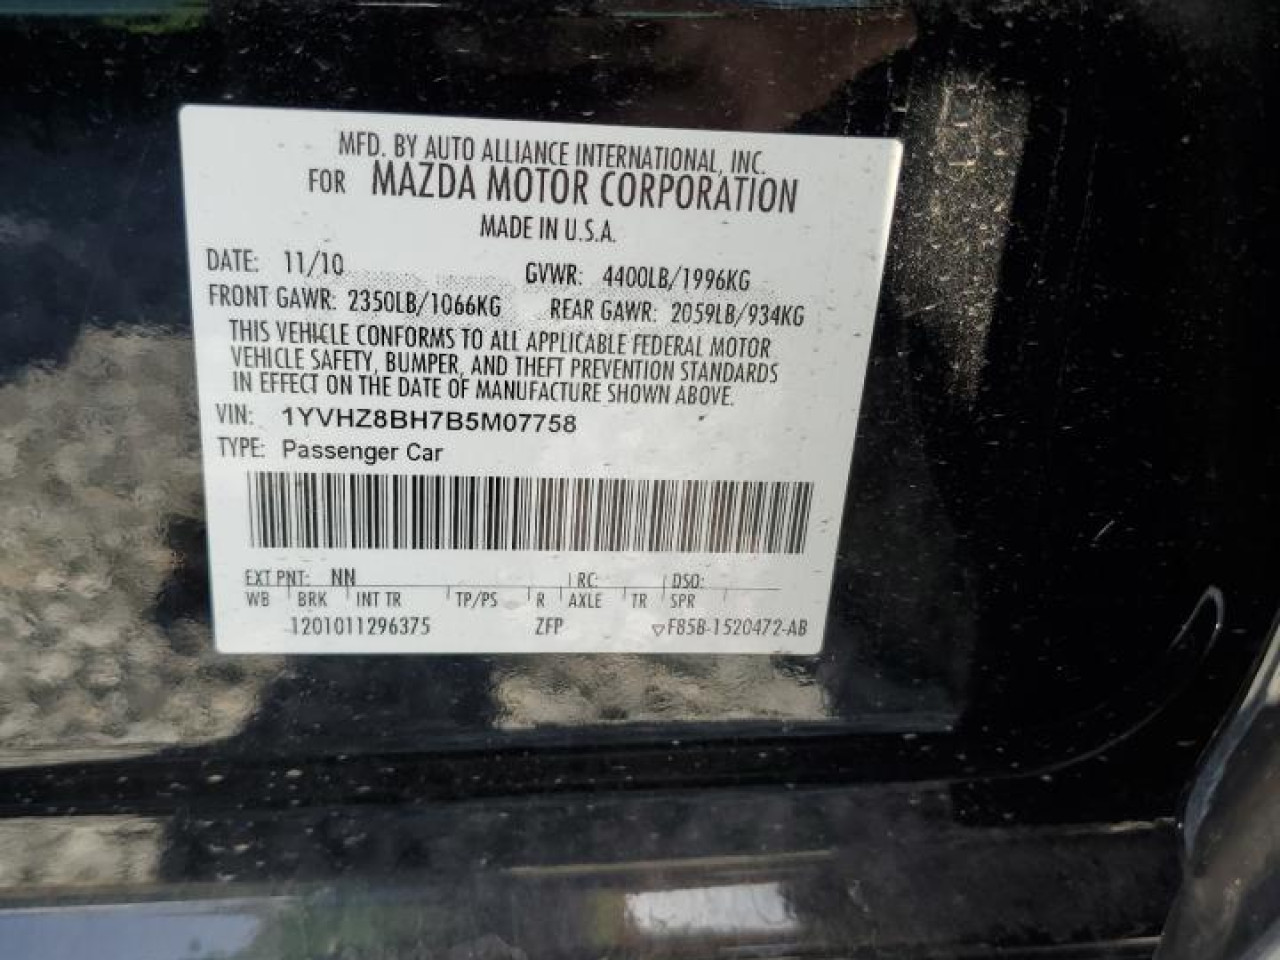 MFD. BY AUTO ALLIANCE INTERNATIONAL, INC.
FOR MAZDA MOTOR CORPORATION
MADE IN U.S.A.
DATE: 11/10 GVWR: 4400LB/1996KG
FRONT GAWR: 2350LB/1066KG REAR GAWR: 2059LB/934KG
THIS VEHICLE CONFORMS TO ALL APPLICABLE FEDERAL MOTOR
VEHICLE SAFETY, BUMPER, AND THEFT PREVENTION STANDARDS
IN EFFECT ON THE DATE OF MANUFACTURE SHOWN ABOVE.
VIN: 1YVHZ8BH7B5M07758
TYPE: Passenger Car
EXT PNT: NN RC: DSO:
WB BRK INT TR TP/PS R AXLE TR SPR
1201011296375 ZFP ▽F85B-1520472-AB